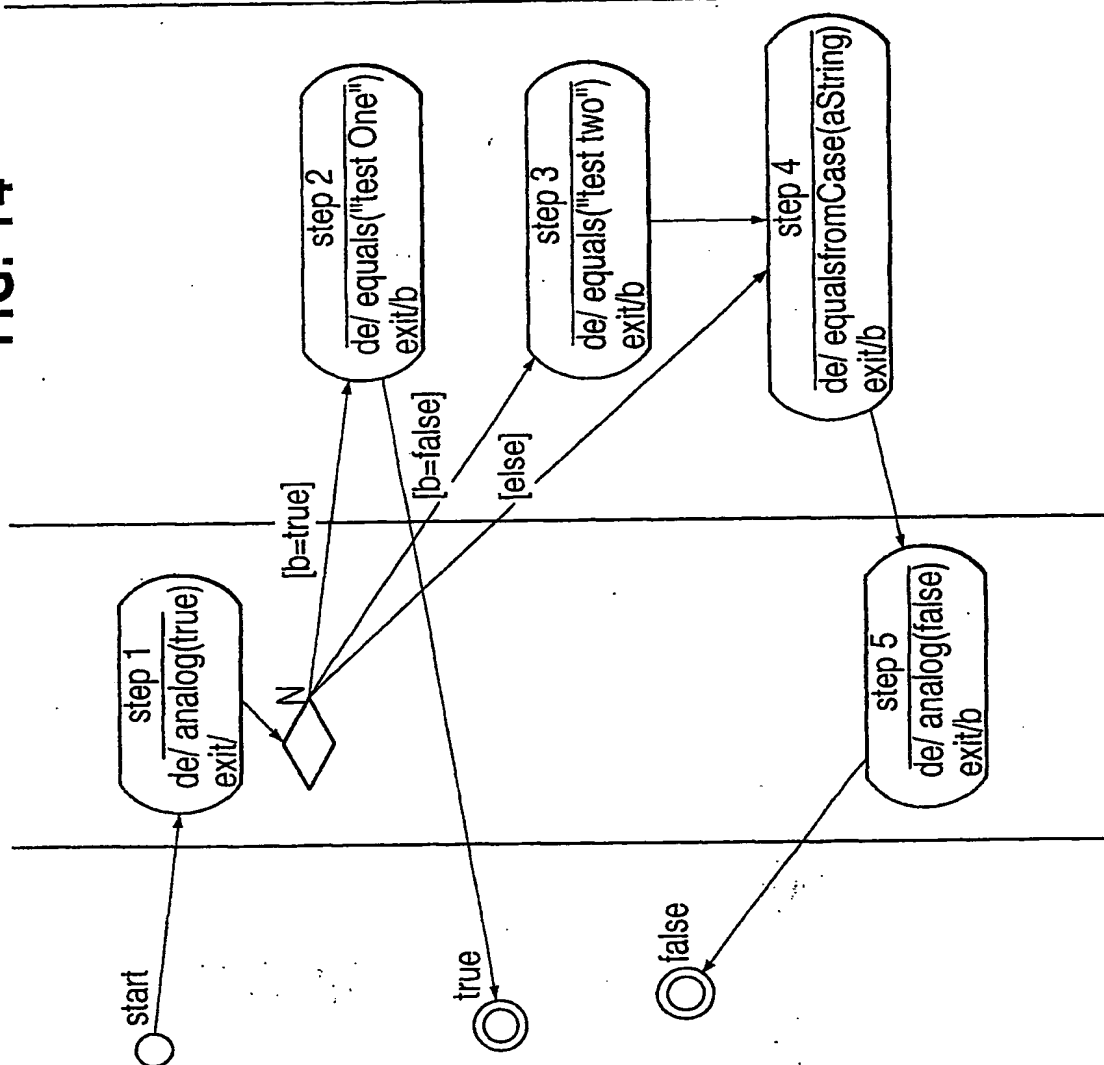 FIG. 14
start
step 1
de/ analog(true)
exit/
N
[b=true]
[b=false]
[else]
step 2
de/ equals("test One")
exit/b
step 3
de/ equals("test two")
exit/b
step 4
de/ equalsfromCase(aString)
exit/b
step 5
de/ analog(false)
exit/b
true
false